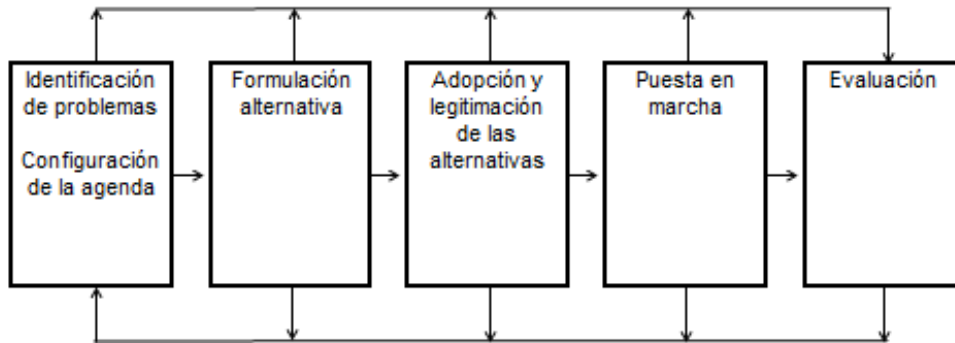 Identificación
de problemas
Configuración
de la agenda
Formulación
alternativa
Adopción y
legitimación
de las
alternativas
Puesta en
marcha
Evaluación